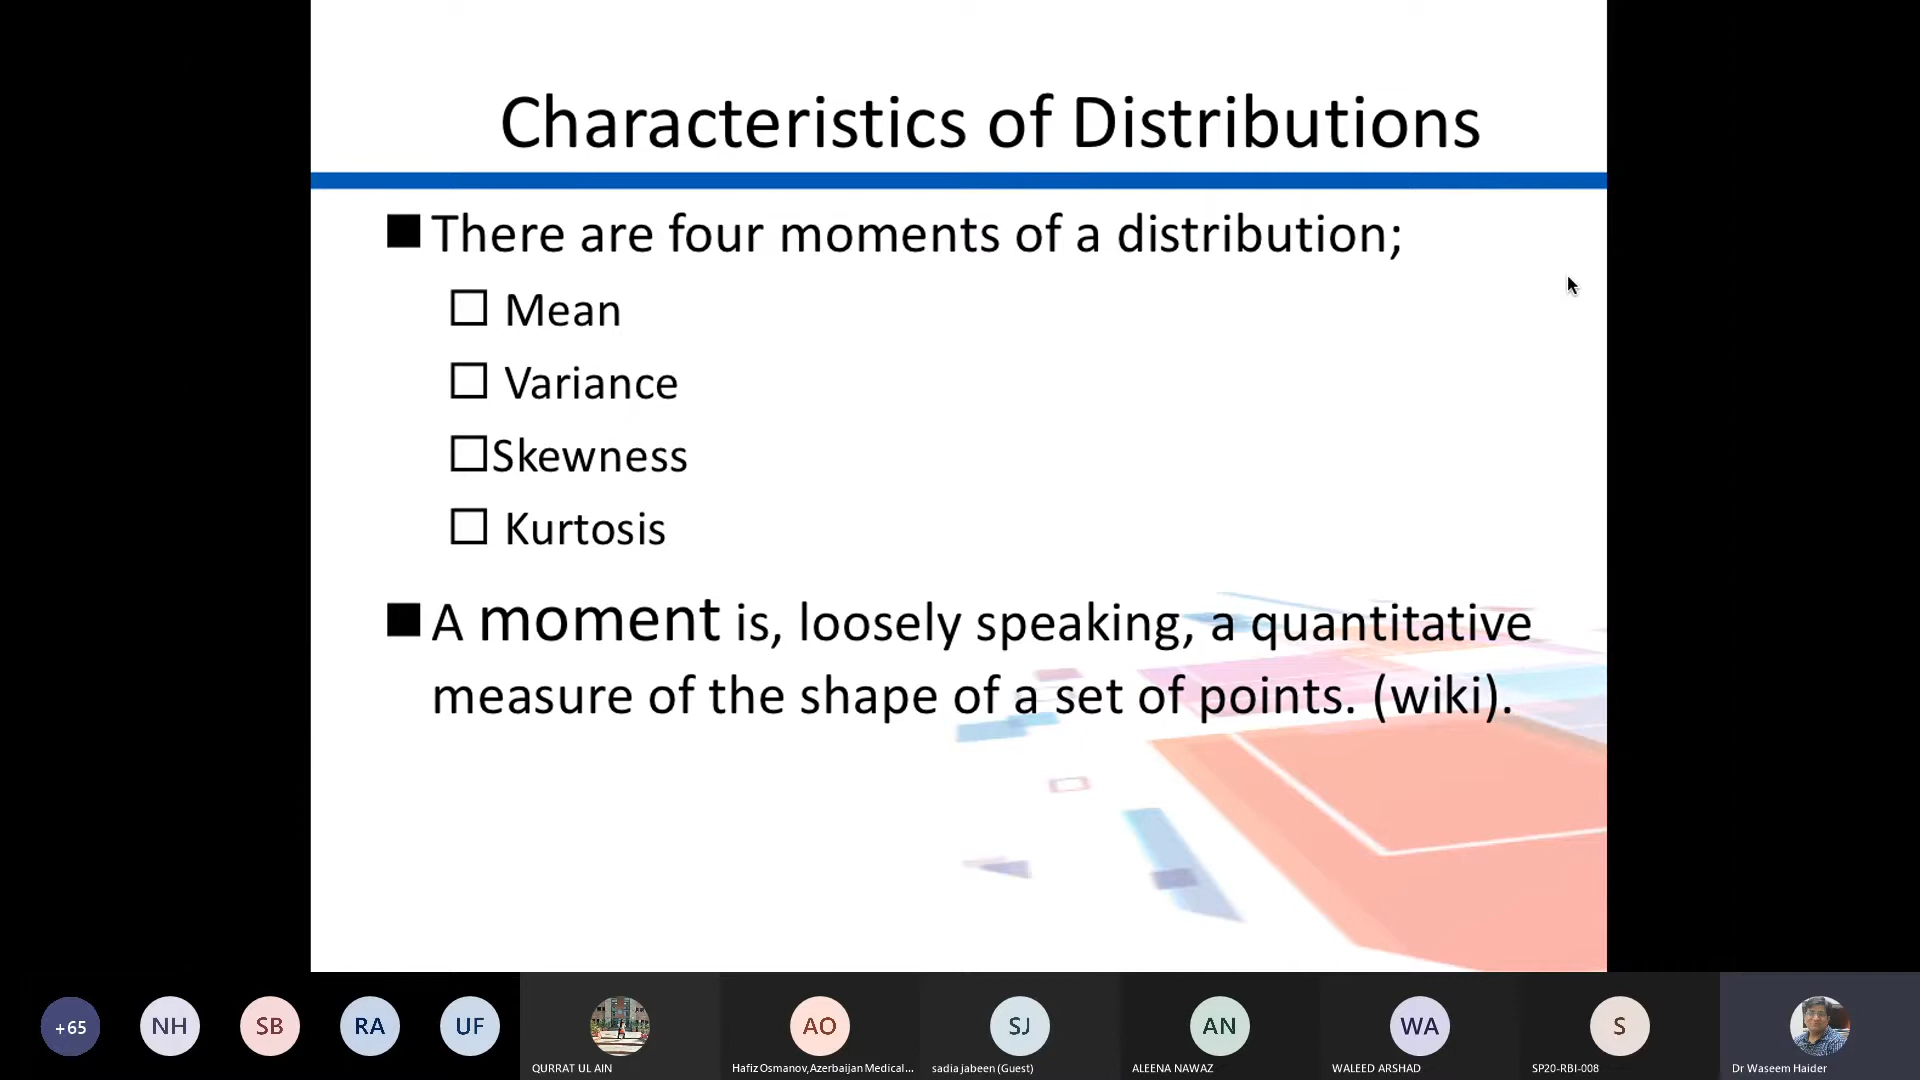 Characteristics of Distributions
There are four moments of a distribution;
Mean
Variance
Skewness
Kurtosis
A moment is, loosely speaking, a quantitative
measure of the shape of a set of points. (wiki).
+65
NH
SB
RA
UF
QURRAT UL AIN
AO
Hafiz Osmanov,Azerbaijan Medical...
SJ
sadia jabeen (Guest)
AN
ALEENA NAWAZ
WA
WALEED ARSHAD
S
SP20-RBI-008
Dr Waseem Haider